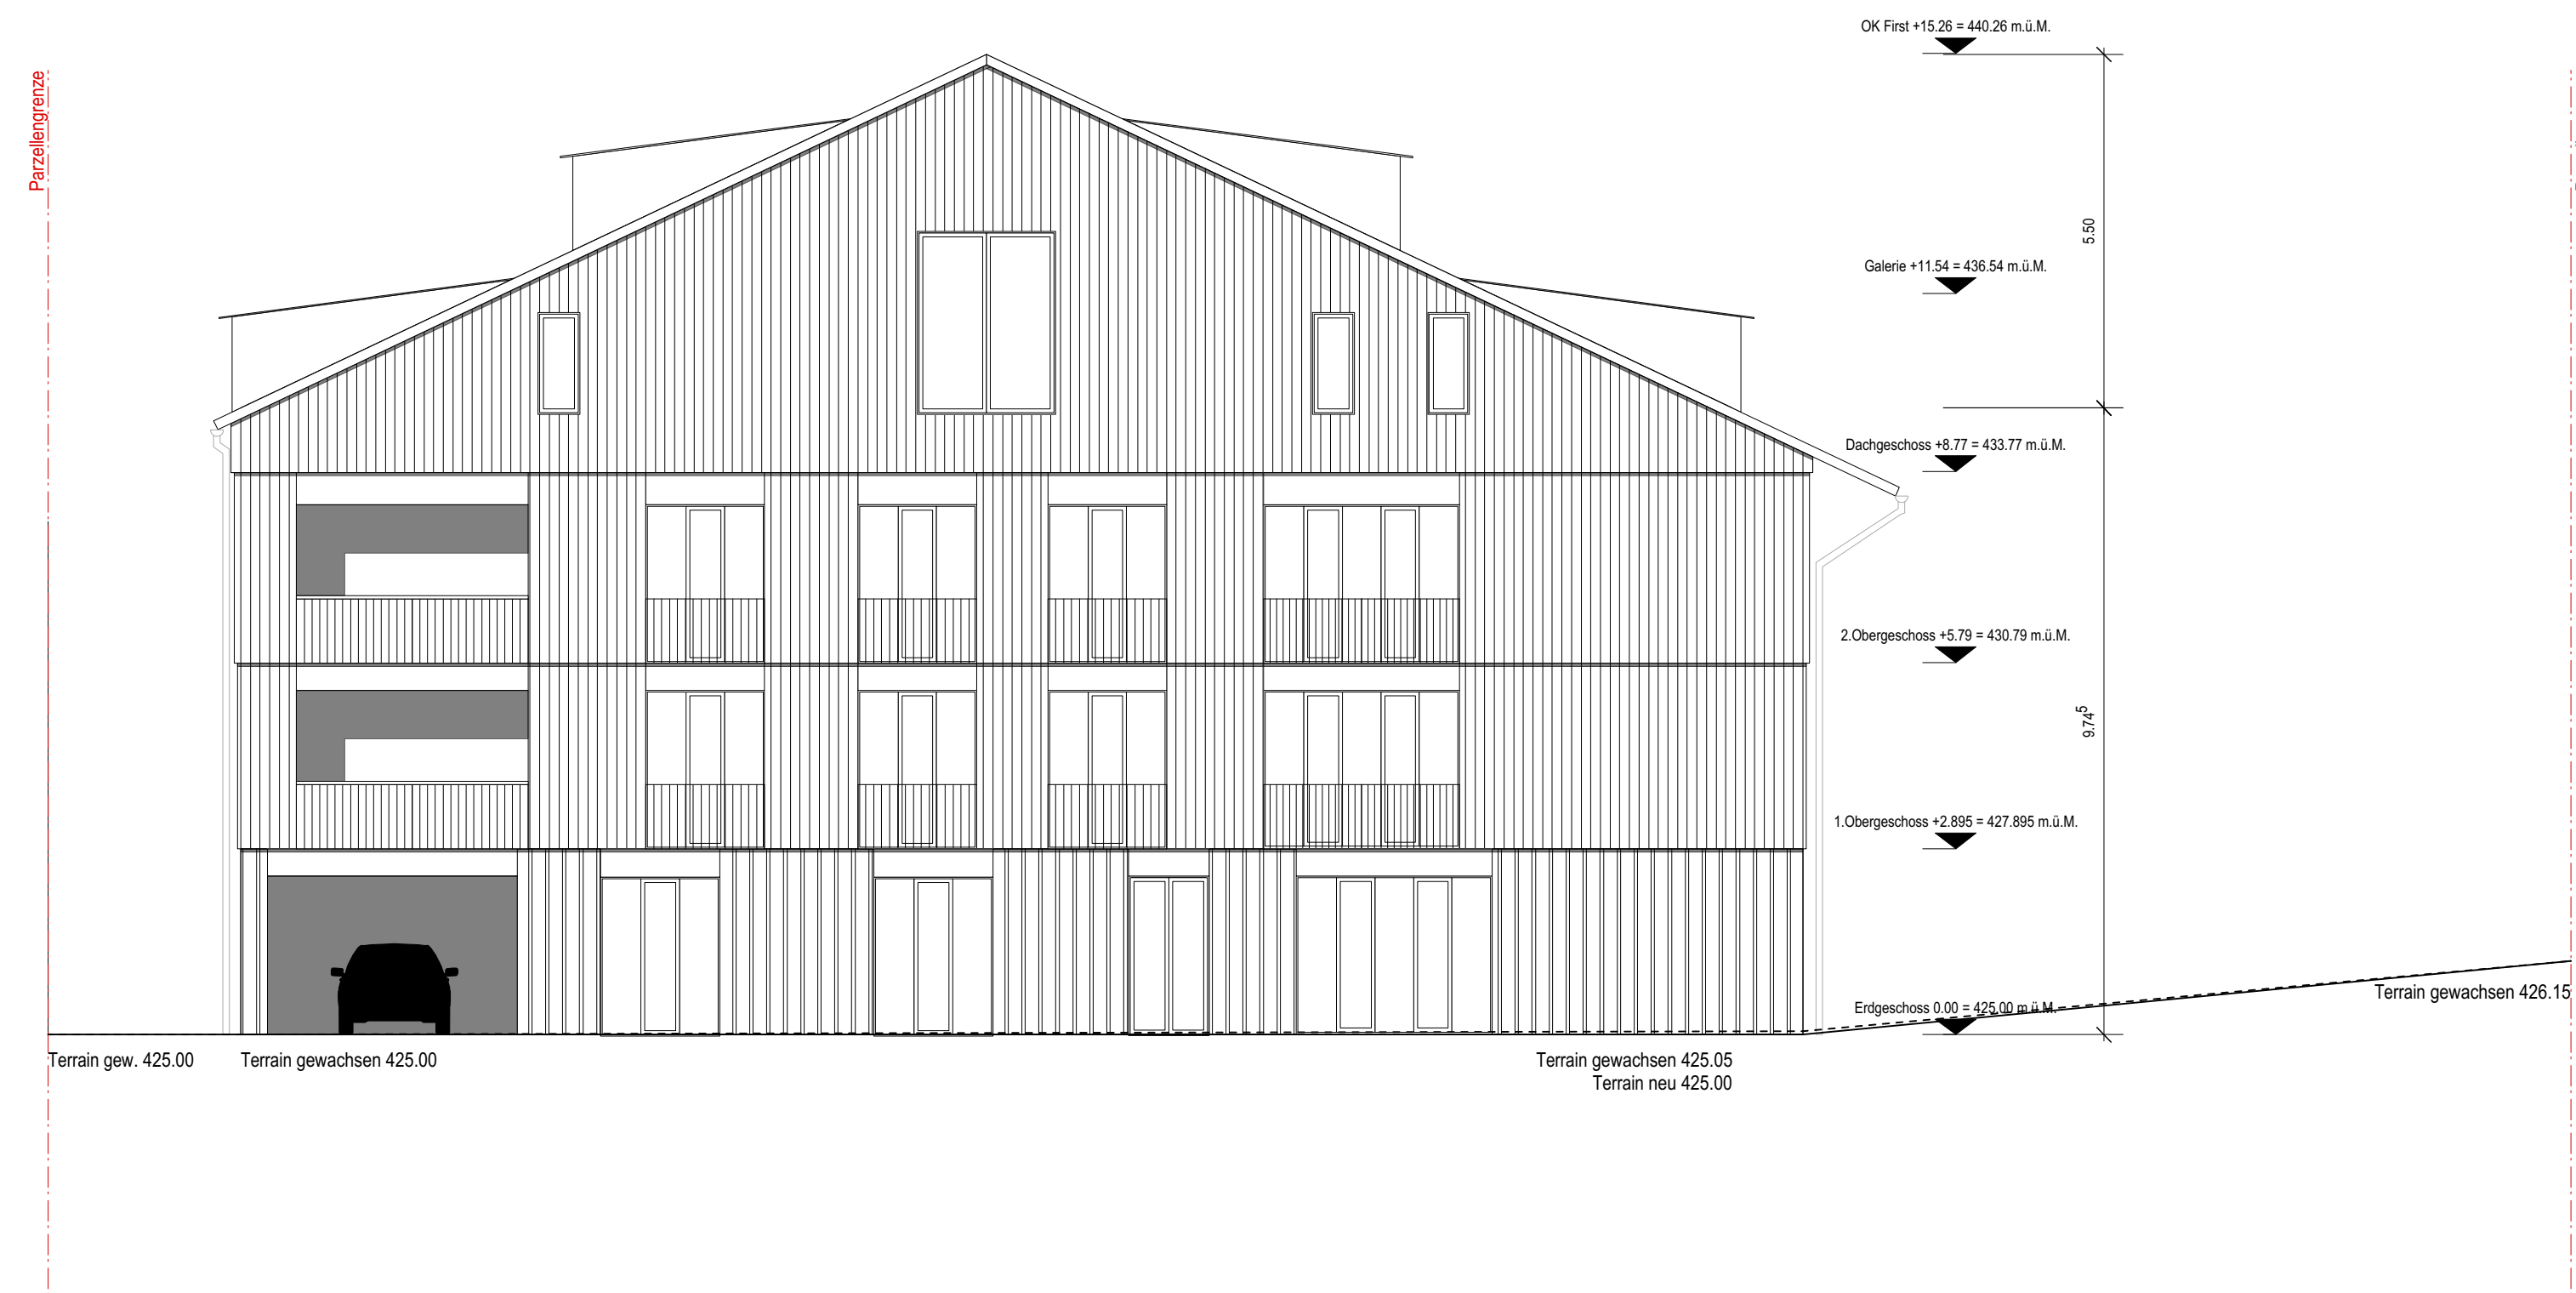 OK First +15.26 = 440.26 m.ü.M.
Parzellengrenze
5.50
Galerie +11.54 = 436.54 m.ü.M.
Dachgeschoss +8.77 = 433.77 m.ü.M.
2.Obergeschoss +5.79 = 430.79 m.ü.M.
9.74⁵
1.Obergeschoss +2.895 = 427.895 m.ü.M.
Terrain gewachsen 426.15
Erdgeschoss 0.00 = 425.00 m.ü.M.
Terrain gew. 425.00
Terrain gewachsen 425.00
Terrain gewachsen 425.05
Terrain neu 425.00